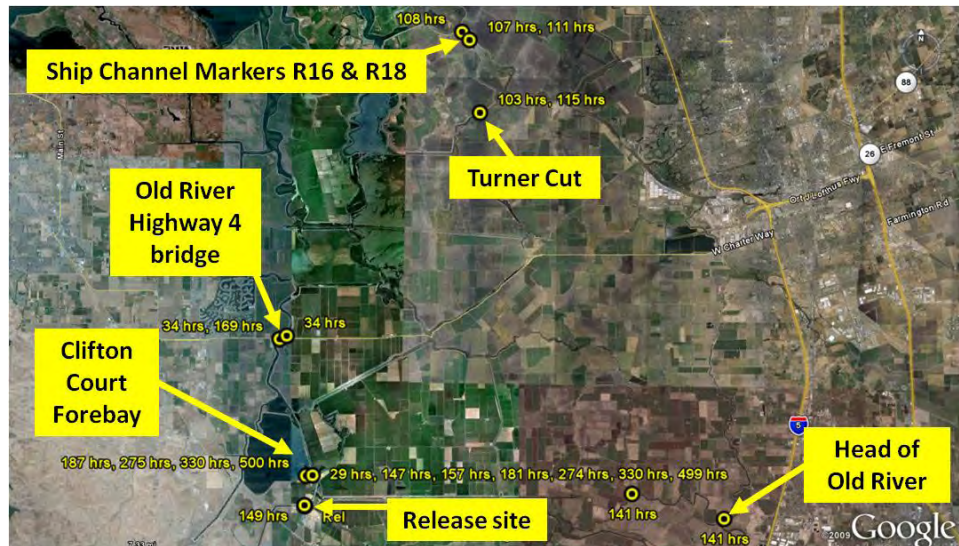 108 hrs
107 hrs, 111 hrs
Ship Channel Markers R16 & R18
88
103 hrs, 115 hrs
E Fremont St
26
Main St
Turner Cut
Ort J Lofthus Fwy
Old River
Highway 4
bridge
Farmington Rd
W Charter Way
34 hrs, 169 hrs
34 hrs
Clifton
Court
Forebay
5
Head of
Old River
187 hrs, 275 hrs, 330 hrs, 500 hrs
29 hrs, 147 hrs, 157 hrs, 181 hrs, 274 hrs, 330 hrs, 499 hrs
149 hrs
Rel
Release site
141 hrs
141 hrs
©2009 Google